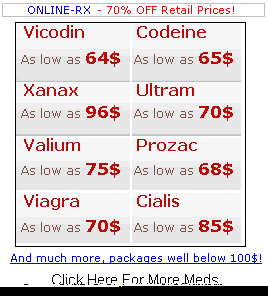 ONLINE-RX - 70% OFF Retail Prices!
Vicodin Codeine
As low as 64$ As low as 65$
Xanax Ultram
As low as 96$ As low as 70$
Valium Prozac
As low as 75$ As low as 68$
Viagra Cialis
As low as 70$ As low as 85$
And much more, packages well below 100$!
Click Here For More Meds.